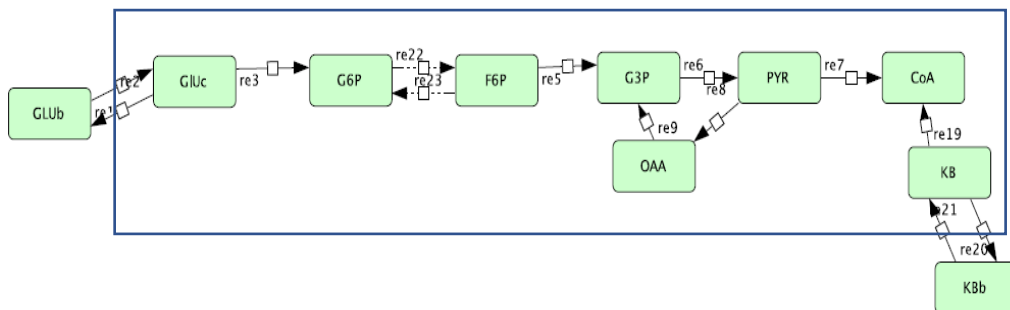 GLUb
re1
re2
GlUc
re3
G6P
re22
re23
F6P
re5
G3P
re6
re8
PYR
re7
CoA
re9
OAA
re19
KB
re21
re20
KBb